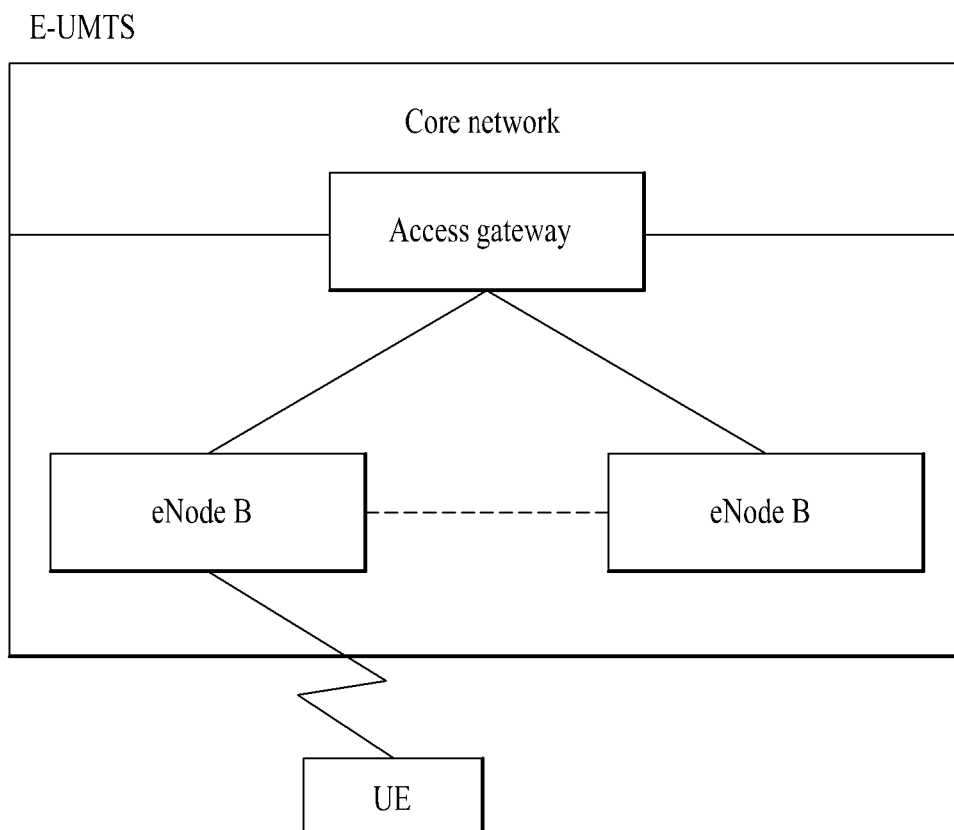 E-UMTS
Core network
Access gateway
eNode B
eNode B
UE